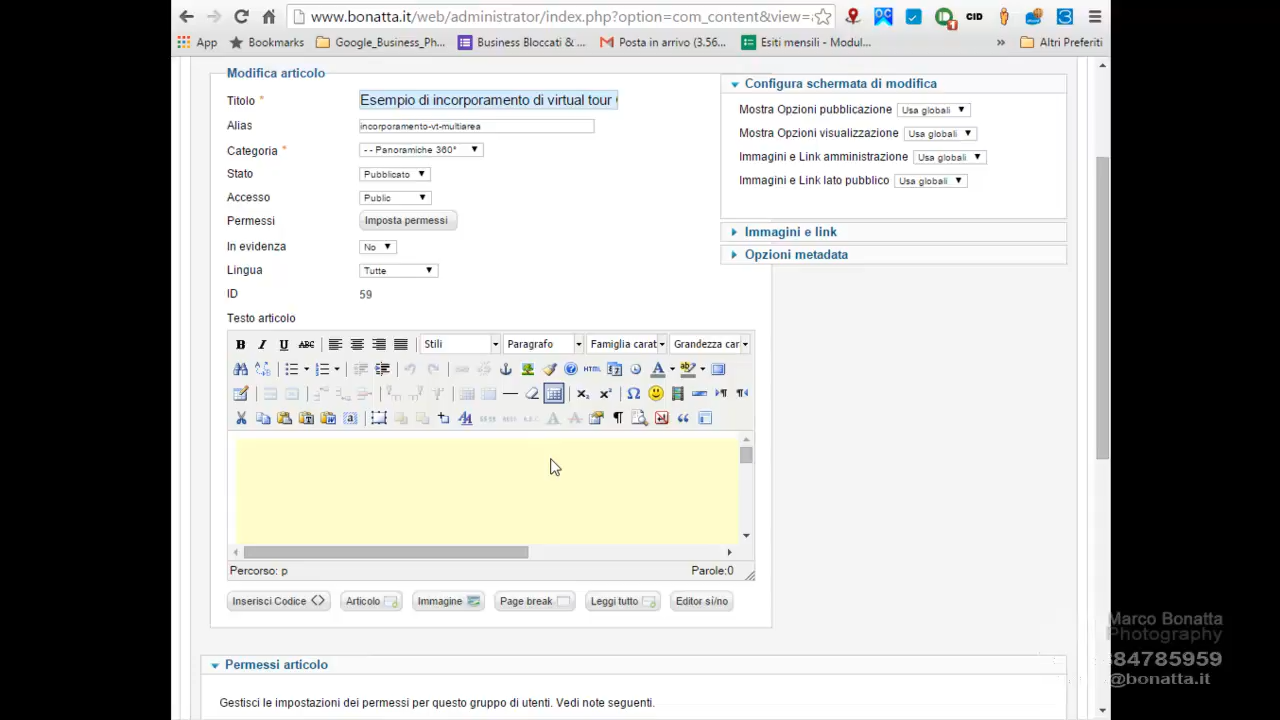 www.bonatta.it/web/administrator/index.php?option=com_content&view=
App Bookmarks Google_Business_Ph... Business Bloccati & ... Posta in arrivo (3.56... Esiti mensili - Modul... » Altri Preferiti
Modifica articolo
Titolo * Esempio di incorporamento di virtual tour
Alias incorporamento-vt-multiarea
Categoria * - - Panoramiche 360°
Stato Pubblicato
Accesso Public
Permessi Imposta permessi
In evidenza No
Lingua Tutte
ID 59
Testo articolo
Configura schermata di modifica
Mostra Opzioni pubblicazione Usa globali
Mostra Opzioni visualizzazione Usa globali
Immagini e Link amministrazione Usa globali
Immagini e Link lato pubblico Usa globali
Immagini e link
Opzioni metadata
B I U ABC Stili Paragrafo Famiglia carat Grandezza car
HTML
Percorso: p Parole:0
Inserisci Codice Articolo Immagine Page break Leggi tutto Editor sì/no
Permessi articolo
Gestisci le impostazioni dei permessi per questo gruppo di utenti. Vedi note seguenti.
Marco Bonatta
Photography
84785959
@bonatta.it